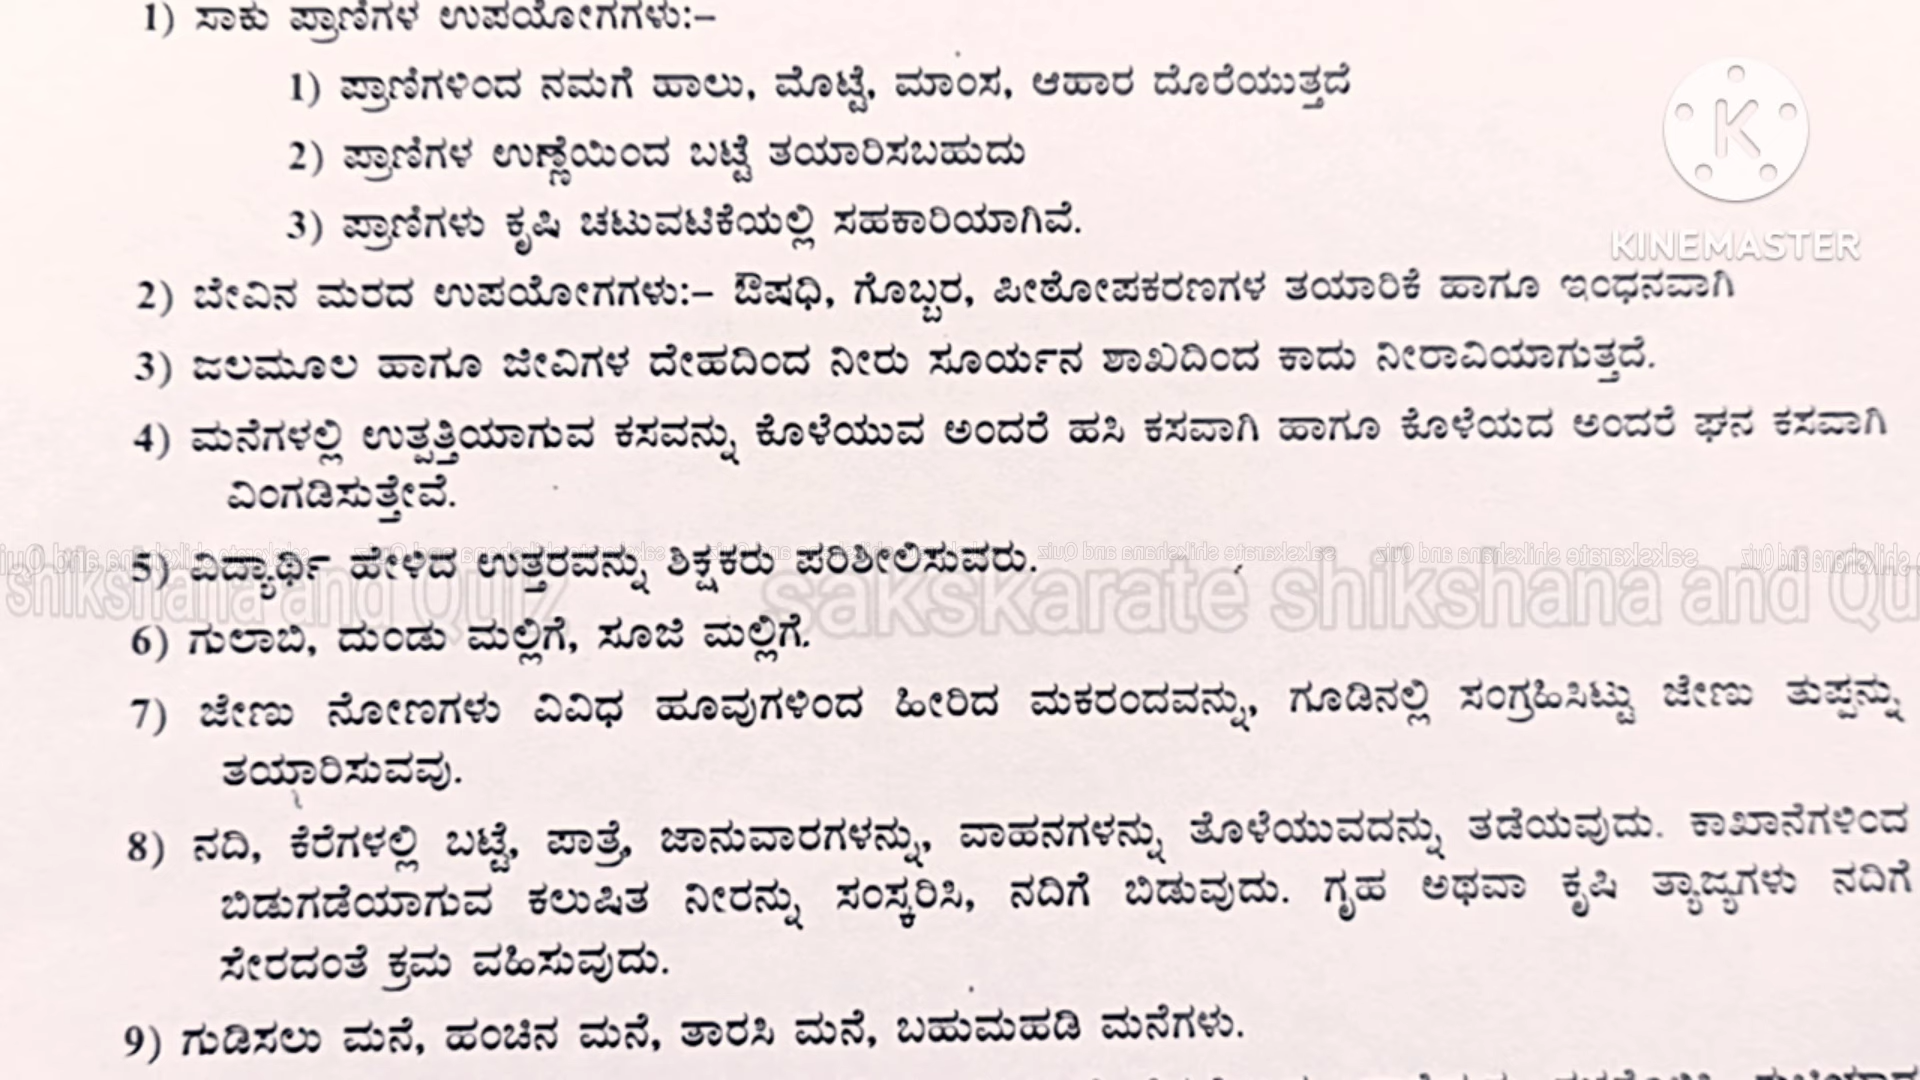 1) ಸಾಕು ಪ್ರಾಣಿಗಳ ಉಪಯೋಗಗಳು:–
1) ಪ್ರಾಣಿಗಳಿಂದ ನಮಗೆ ಹಾಲು, ಮೊಟ್ಟೆ, ಮಾಂಸ, ಆಹಾರ ದೊರೆಯುತ್ತದೆ
2) ಪ್ರಾಣಿಗಳ ಉಣ್ಣೆಯಿಂದ ಬಟ್ಟೆ ತಯಾರಿಸಬಹುದು
3) ಪ್ರಾಣಿಗಳು ಕೃಷಿ ಚಟುವಟಿಕೆಯಲ್ಲಿ ಸಹಕಾರಿಯಾಗಿವೆ.
KINEMASTER
2) ಬೇವಿನ ಮರದ ಉಪಯೋಗಗಳು:– ಔಷಧಿ, ಗೊಬ್ಬರ, ಪೀಠೋಪಕರಣಗಳ ತಯಾರಿಕೆ ಹಾಗೂ ಇಂಧನವಾಗಿ
3) ಜಲಮೂಲ ಹಾಗೂ ಜೀವಿಗಳ ದೇಹದಿಂದ ನೀರು ಸೂರ್ಯನ ಶಾಖದಿಂದ ಕಾದು ನೀರಾವಿಯಾಗುತ್ತದೆ.
4) ಮನೆಗಳಲ್ಲಿ ಉತ್ಪತ್ತಿಯಾಗುವ ಕಸವನ್ನು ಕೊಳೆಯುವ ಅಂದರೆ ಹಸಿ ಕಸವಾಗಿ ಹಾಗೂ ಕೊಳೆಯದ ಅಂದರೆ ಘನ ಕಸವಾಗಿ
ವಿಂಗಡಿಸುತ್ತೇವೆ.
5) ವಿದ್ಯಾರ್ಥಿ ಹೇಳಿದ ಉತ್ತರವನ್ನು ಶಿಕ್ಷಕರು ಪರಿಶೀಲಿಸುವರು.
shikshana and Quiz sakskarate shikshana and Qu
6) ಗುಲಾಬಿ, ದುಂಡು ಮಲ್ಲಿಗೆ, ಸೂಜಿ ಮಲ್ಲಿಗೆ.
7) ಜೇಣು ನೋಣಗಳು ವಿವಿಧ ಹೂವುಗಳಿಂದ ಹೀರಿದ ಮಕರಂದವನ್ನು, ಗೂಡಿನಲ್ಲಿ ಸಂಗ್ರಹಿಸಿಟ್ಟು ಜೇಣು ತುಪ್ಪನ್ನು
ತಯ್ಯಾರಿಸುವವು.
8) ನದಿ, ಕೆರೆಗಳಲ್ಲಿ ಬಟ್ಟೆ, ಪಾತ್ರೆ, ಜಾನುವಾರಗಳನ್ನು, ವಾಹನಗಳನ್ನು ತೊಳೆಯುವದನ್ನು ತಡೆಯವುದು. ಕಾಖಾನೆಗಳಿಂದ
ಬಿಡುಗಡೆಯಾಗುವ ಕಲುಷಿತ ನೀರನ್ನು ಸಂಸ್ಕರಿಸಿ, ನದಿಗೆ ಬಿಡುವುದು. ಗೃಹ ಅಥವಾ ಕೃಷಿ ತ್ಯಾಜ್ಯಗಳು ನದಿಗೆ
ಸೇರದಂತೆ ಕ್ರಮ ವಹಿಸುವುದು.
9) ಗುಡಿಸಲು ಮನೆ, ಹಂಚಿನ ಮನೆ, ತಾರಸಿ ಮನೆ, ಬಹುಮಹಡಿ ಮನೆಗಳು.